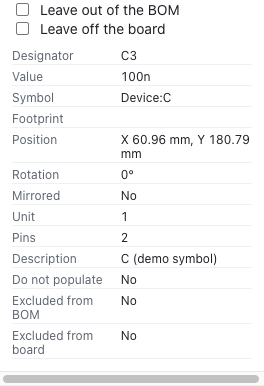 Leave out of the BOM
Leave off the board
Designator C3
Value 100n
Symbol Device:C
Footprint
Position X 60.96 mm, Y 180.79
mm
Rotation 0°
Mirrored No
Unit 1
Pins 2
Description C (demo symbol)
Do not populate No
Excluded from No
BOM
Excluded from No
board